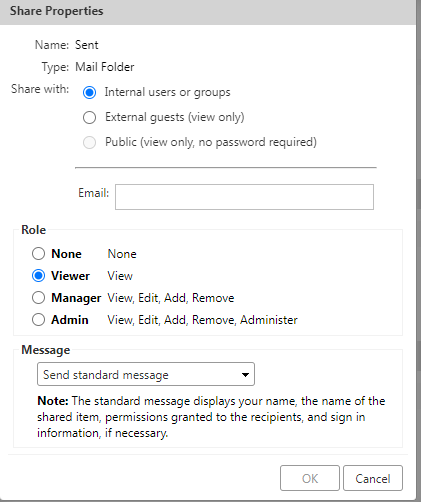 Share Properties
Name: Sent
Type: Mail Folder
Share with: Internal users or groups
External guests (view only)
Public (view only, no password required)
Email:
Role
None None
Viewer View
Manager View, Edit, Add, Remove
Admin View, Edit, Add, Remove, Administer
Message
Send standard message
Note: The standard message displays your name, the name of the
shared item, permissions granted to the recipients, and sign in
information, if necessary.
OK Cancel